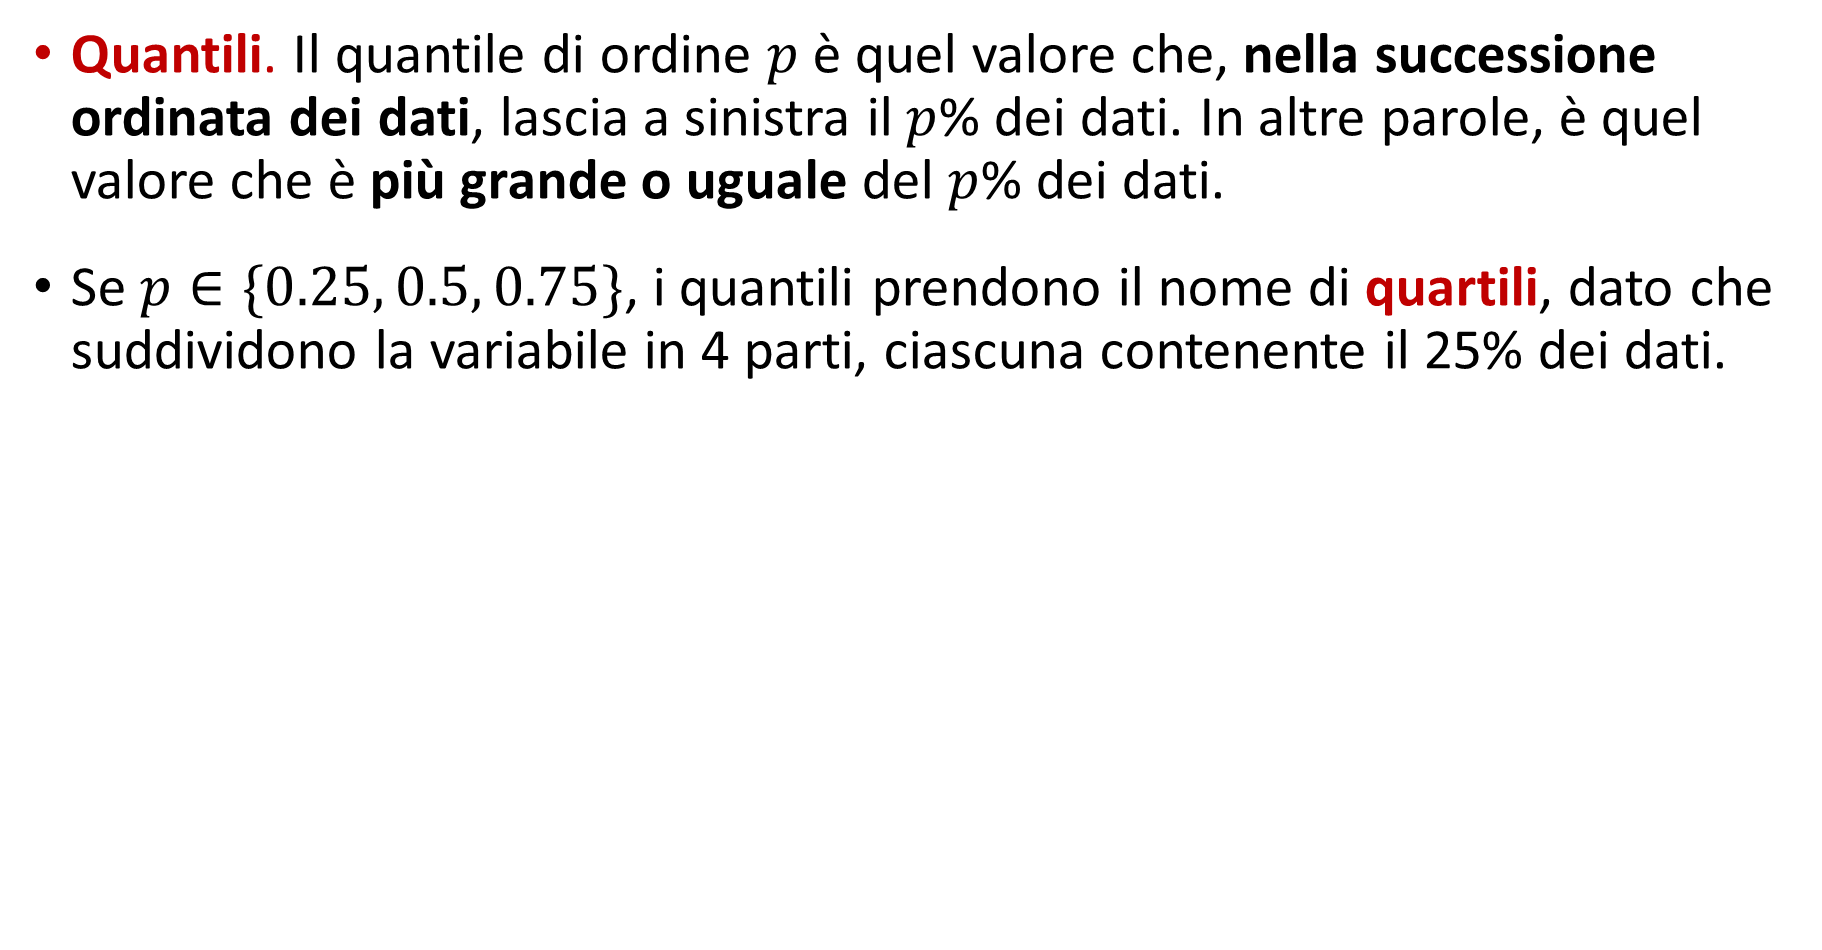 • Quantili. Il quantile di ordine 𝑝 è quel valore che, nella successione
ordinata dei dati, lascia a sinistra il 𝑝% dei dati. In altre parole, è quel
valore che è più grande o uguale del 𝑝% dei dati.
• Se 𝑝 ∈ {0.25, 0.5, 0.75}, i quantili prendono il nome di quartili, dato che
suddividono la variabile in 4 parti, ciascuna contenente il 25% dei dati.